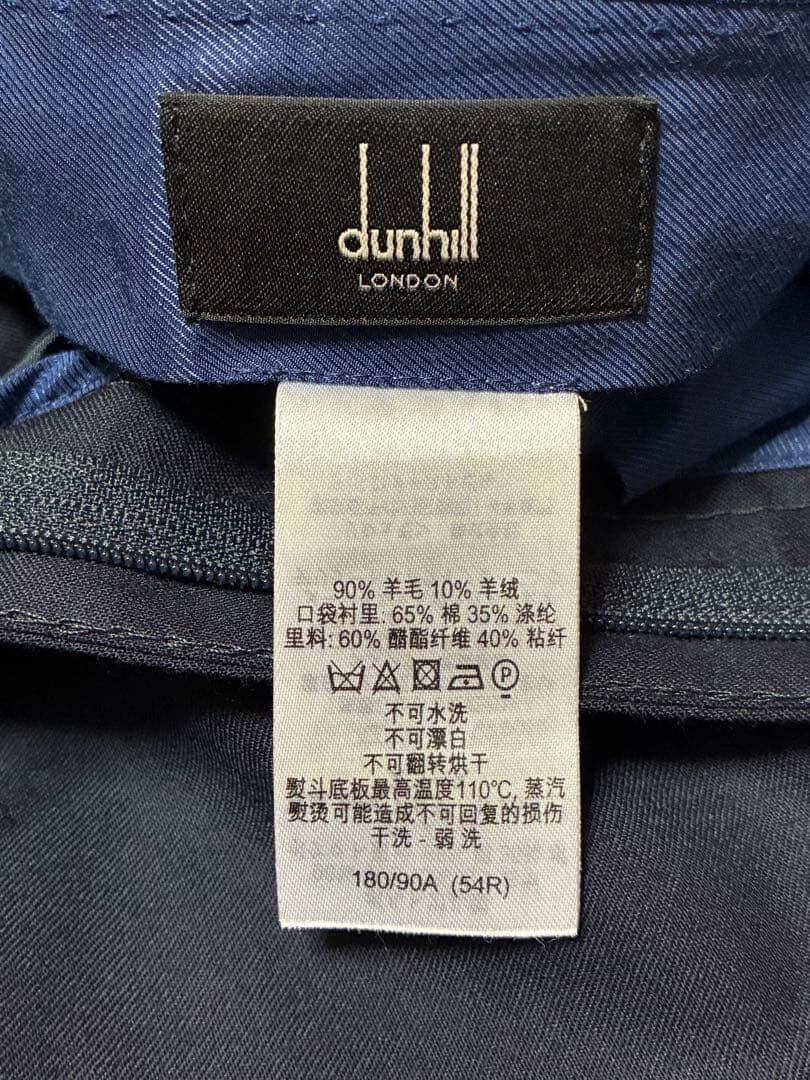 dunhill
LONDON
90% 羊毛 10% 羊绒
口袋衬里: 65% 棉 35% 涤纶
里料: 60% 醋酯纤维 40% 粘纤
P
不可水洗
不可漂白
不可翻转烘干
熨斗底板最高温度110°C, 蒸汽
熨烫可能造成不可回复的损伤
干洗 - 弱 洗
180/90A (54R)